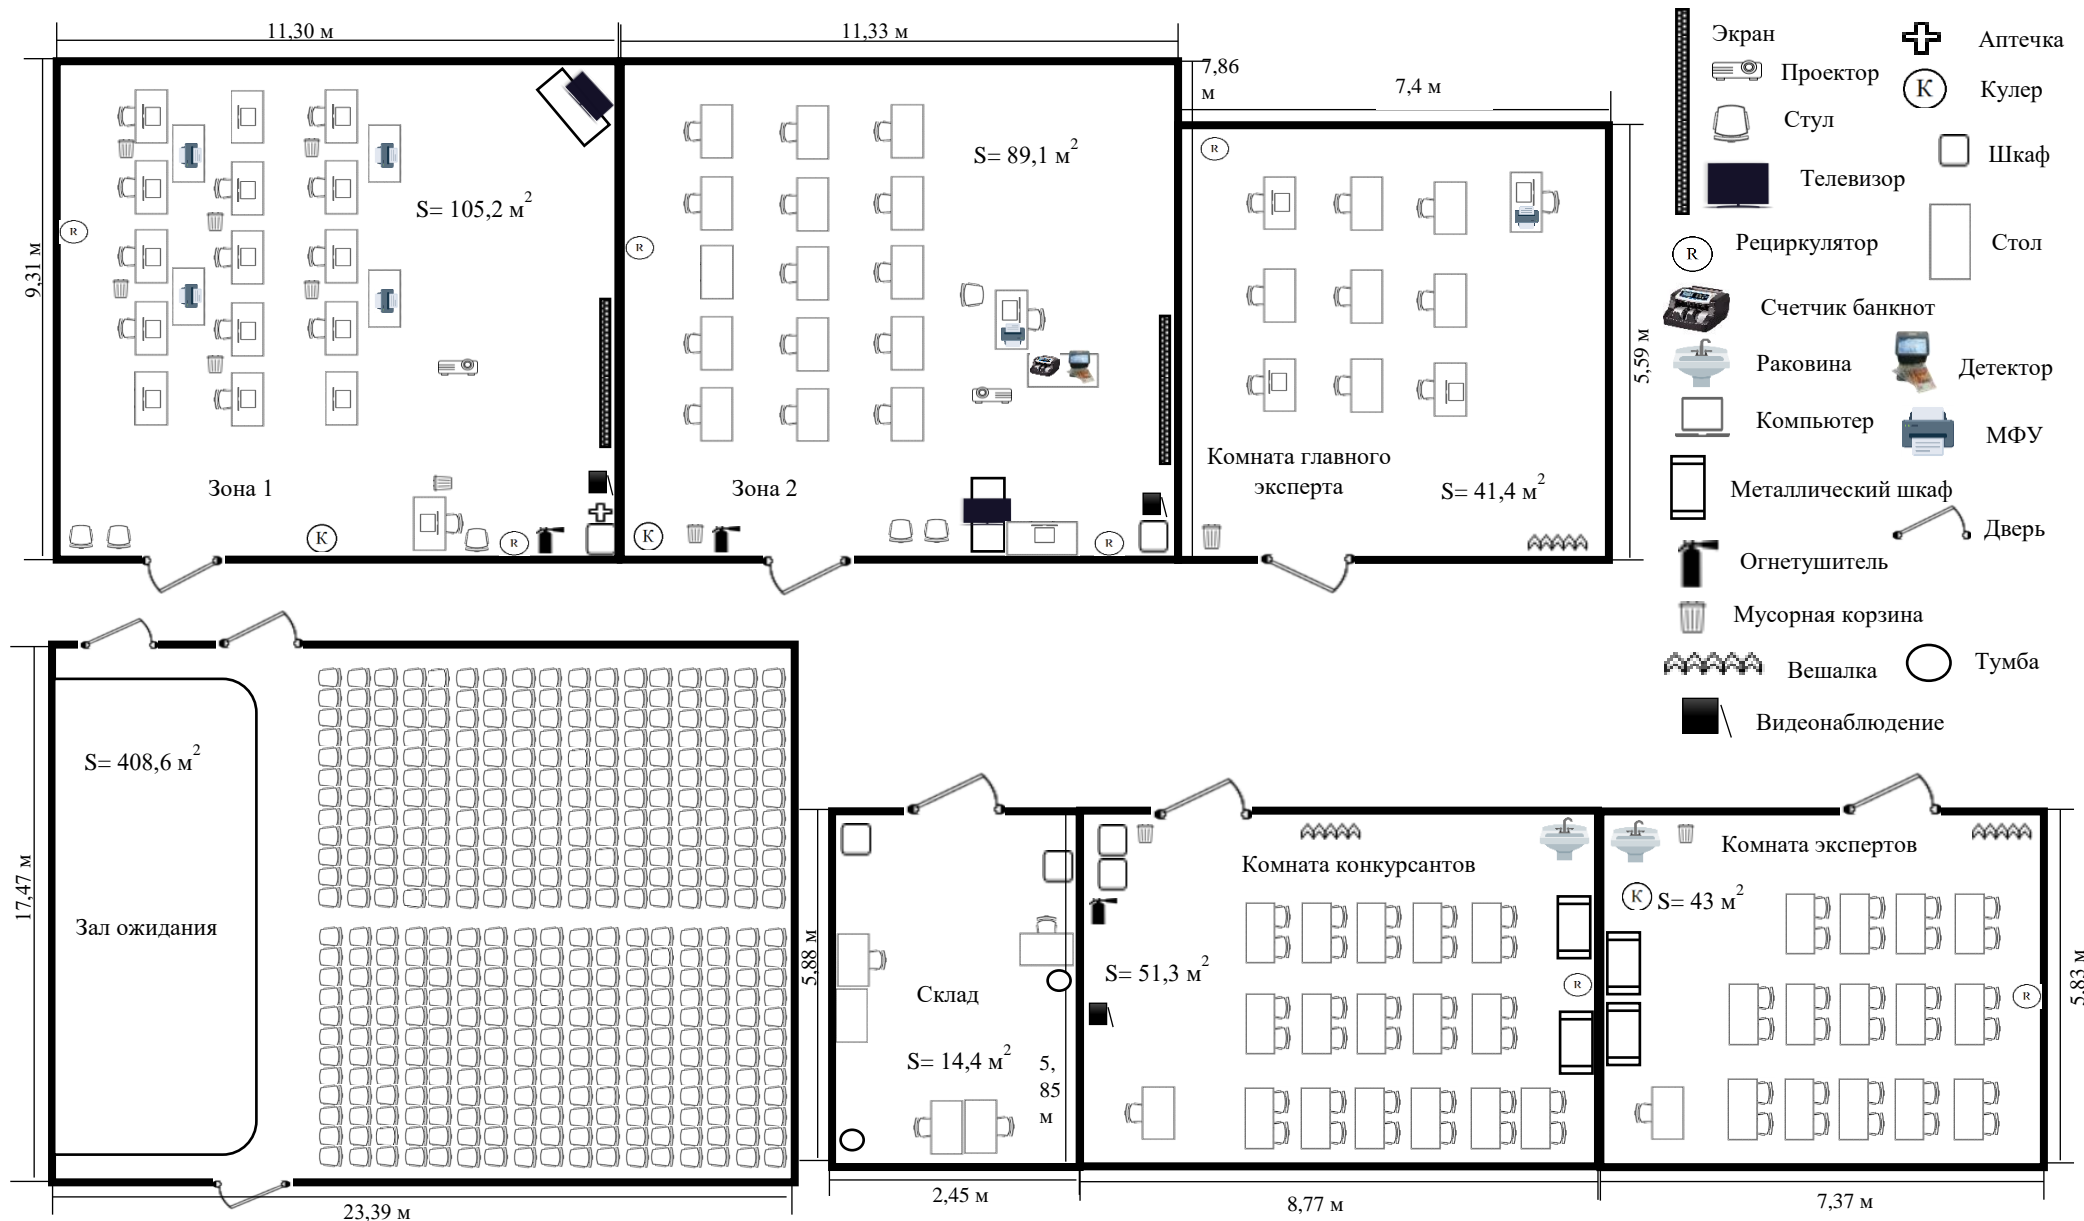 11,30 м
11,33 м
7,86
м
7,4 м
9,31 м
S= 105,2 м2
R
Зона 1
К
R
S= 89,1 м2
R
Зона 2
К
R
R
Комната главного
эксперта
S= 41,4 м2
5,59 м
Экран
Аптечка
Проектор
К
Кулер
Стул
Шкаф
Телевизор
R
Рециркулятор
Стол
Счетчик банкнот
Раковина
Детектор
Компьютер
МФУ
Металлический шкаф
Дверь
Огнетушитель
Мусорная корзина
Вешалка
Тумба
Видеонаблюдение
17,47 м
S= 408,6 м2
Зал ожидания
23,39 м
5,88 м
Склад
S= 14,4 м2
5,
85
м
2,45 м
Комната конкурсантов
S= 51,3 м2
R
8,77 м
Комната экспертов
К
S= 43 м2
R
5,83 м
7,37 м